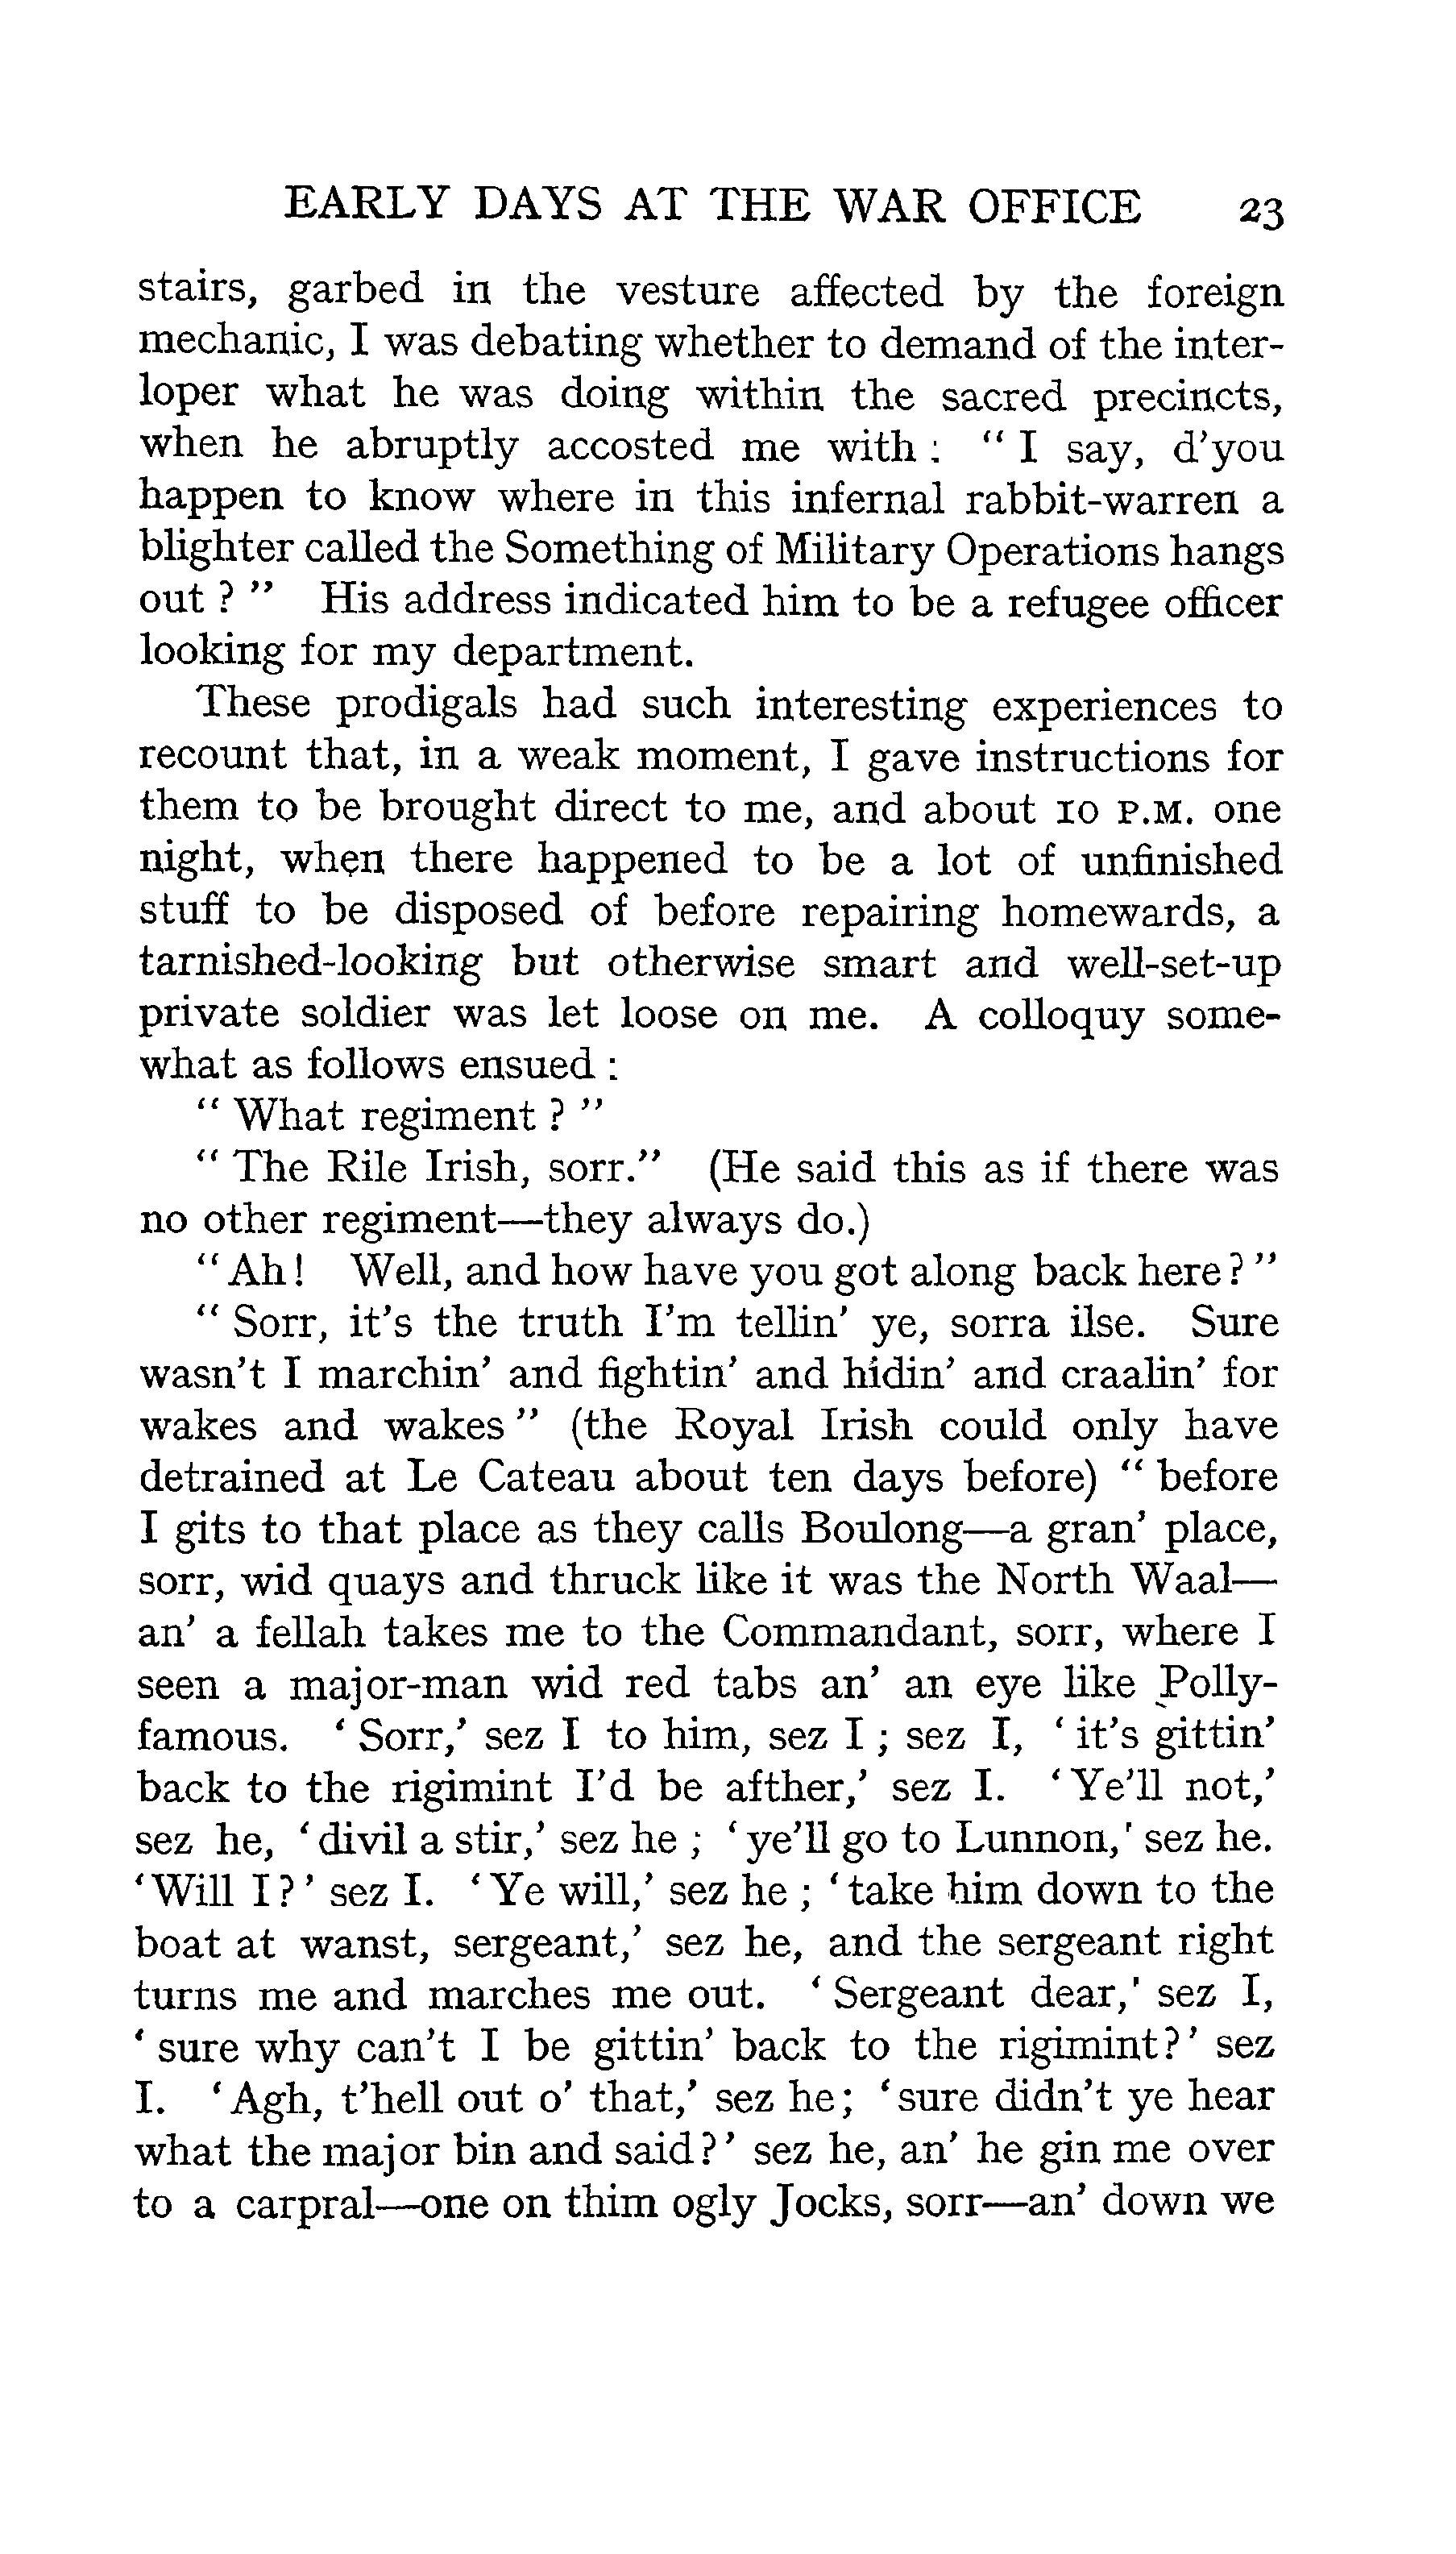 EARLY DAYS AT THE WAR OFFICE 23
stairs, garbed in the vesture affected by the foreign
mechanic, I was debating whether to demand of the inter-
loper what he was doing within the sacred precincts,
when he abruptly accosted me with : " I say, d'you
happen to know where in this infernal rabbit-warren a
blighter called the Something of Military Operations hangs
out ? " His address indicated him to be a refugee officer
looking for my department.
These prodigals had such interesting experiences to
recount that, in a weak moment, I gave instructions for
them to be brought direct to me, and about 10 P.M. one
night, when there happened to be a lot of unfinished
stuff to be disposed of before repairing homewards, a
tarnished-looking but otherwise smart and well-set-up
private soldier was let loose on me. A colloquy some-
what as follows ensued :
" What regiment ? "
" The Rile Irish, sorr." (He said this as if there was
no other regiment—they always do.)
" Ah ! Well, and how have you got along back here ? "
" Sorr, it's the truth I'm tellin' ye, sorra ilse. Sure
wasn't I marchin' and fightin' and hidin' and craalin' for
wakes and wakes " (the Royal Irish could only have
detrained at Le Cateau about ten days before) " before
I gits to that place as they calls Boulong—a gran' place,
sorr, wid quays and thruck like it was the North Waal—
an' a fellah takes me to the Commandant, sorr, where I
seen a major-man wid red tabs an' an eye like Polly-
famous. ' Sorr,' sez I to him, sez I ; sez I, ' it's gittin'
back to the rigimint I'd be afther,' sez I. ' Ye'll not,'
sez he, ' divil a stir,' sez he ; ' ye'll go to Lunnon,' sez he.
' Will I ? ' sez I. ' Ye will,' sez he ; ' take him down to the
boat at wanst, sergeant,' sez he, and the sergeant right
turns me and marches me out. ' Sergeant dear,' sez I,
' sure why can't I be gittin' back to the rigimint? ' sez
I. ' Agh, t'hell out o' that,' sez he ; ' sure didn't ye hear
what the major bin and said ? ' sez he, an' he gin me over
to a carpral—one on thim ogly Jocks, sorr—an' down we